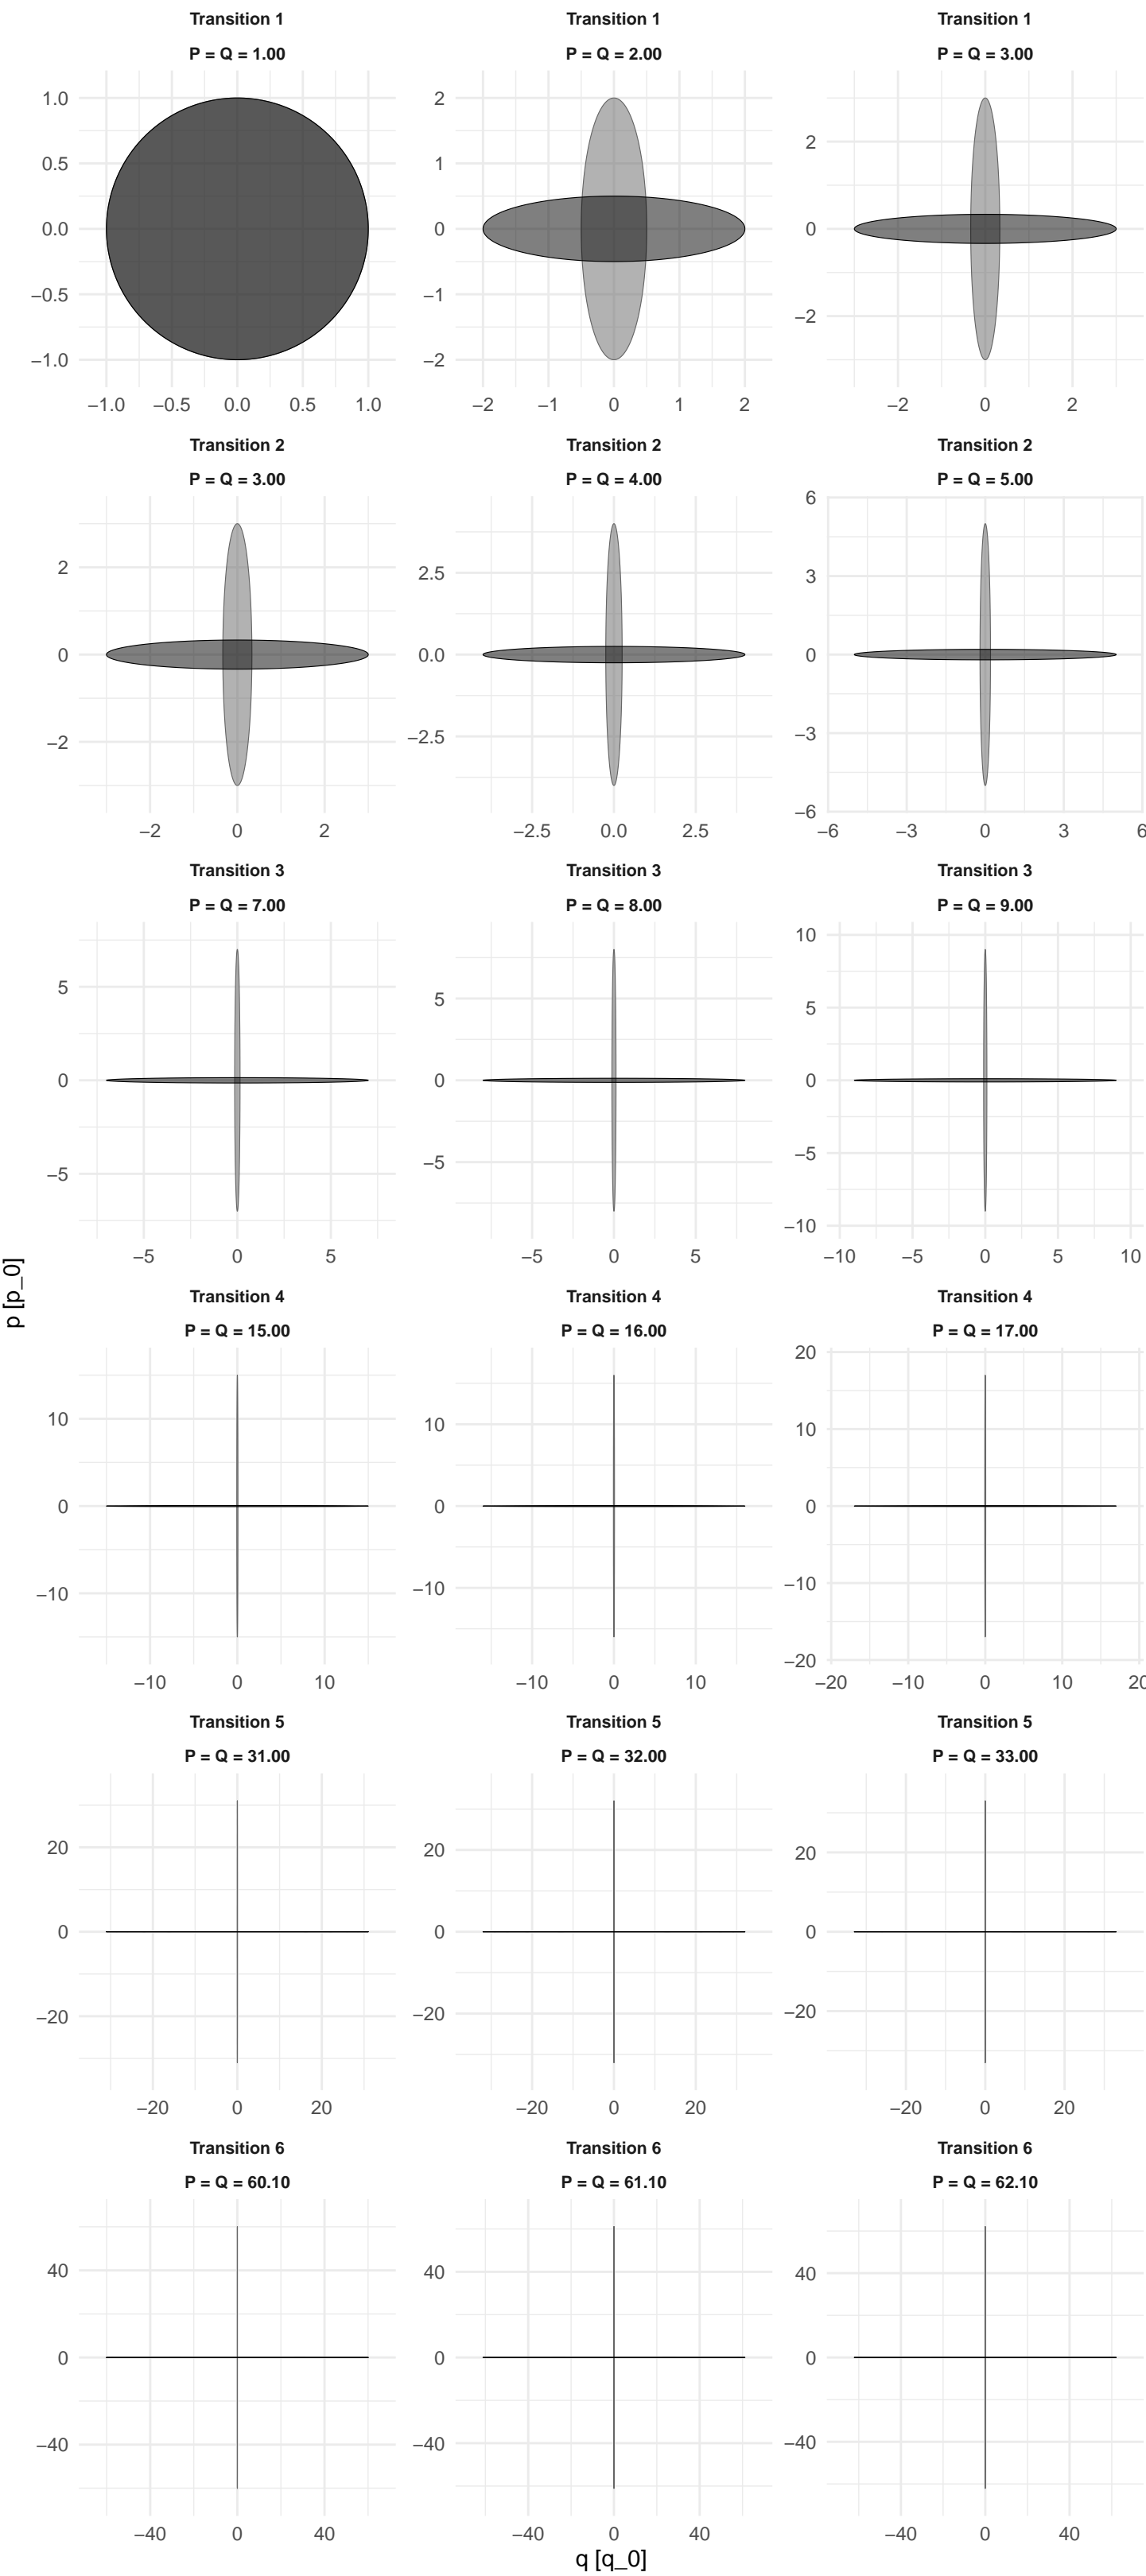 Transition 1 Transition 1 Transition 1
P = Q = 1.00 P = Q = 2.00 P = Q = 3.00
1.0 2
2
0.5 1
0.0 0 0
−0.5 −1
−2
−1.0 −2
−1.0 −0.5 0.0 0.5 1.0 −2 −1 0 1 2 −2 0 2
Transition 2 Transition 2 Transition 2
P = Q = 3.00 P = Q = 4.00 P = Q = 5.00
6
2 2.5 3
0 0.0 0
−2 −2.5 −3
−6
−2 0 2 −2.5 0.0 2.5 −6 −3 0 3 6
Transition 3 Transition 3 Transition 3
P = Q = 7.00 P = Q = 8.00 P = Q = 9.00
10
5 5 5
0 0 0
−5 −5 −5
−10
−5 0 5 −5 0 5 −10 −5 0 5 10
p [p_0]
Transition 4 Transition 4 Transition 4
P = Q = 15.00 P = Q = 16.00 P = Q = 17.00
20
10 10 10
0 0 0
−10 −10 −10
−20
−10 0 10 −10 0 10 −20 −10 0 10 20
Transition 5 Transition 5 Transition 5
P = Q = 31.00 P = Q = 32.00 P = Q = 33.00
20 20 20
0 0 0
−20 −20 −20
−20 0 20 −20 0 20 −20 0 20
Transition 6 Transition 6 Transition 6
P = Q = 60.10 P = Q = 61.10 P = Q = 62.10
40 40 40
0 0 0
−40 −40 −40
−40 0 40 −40 0 40 −40 0 40
q [q_0]